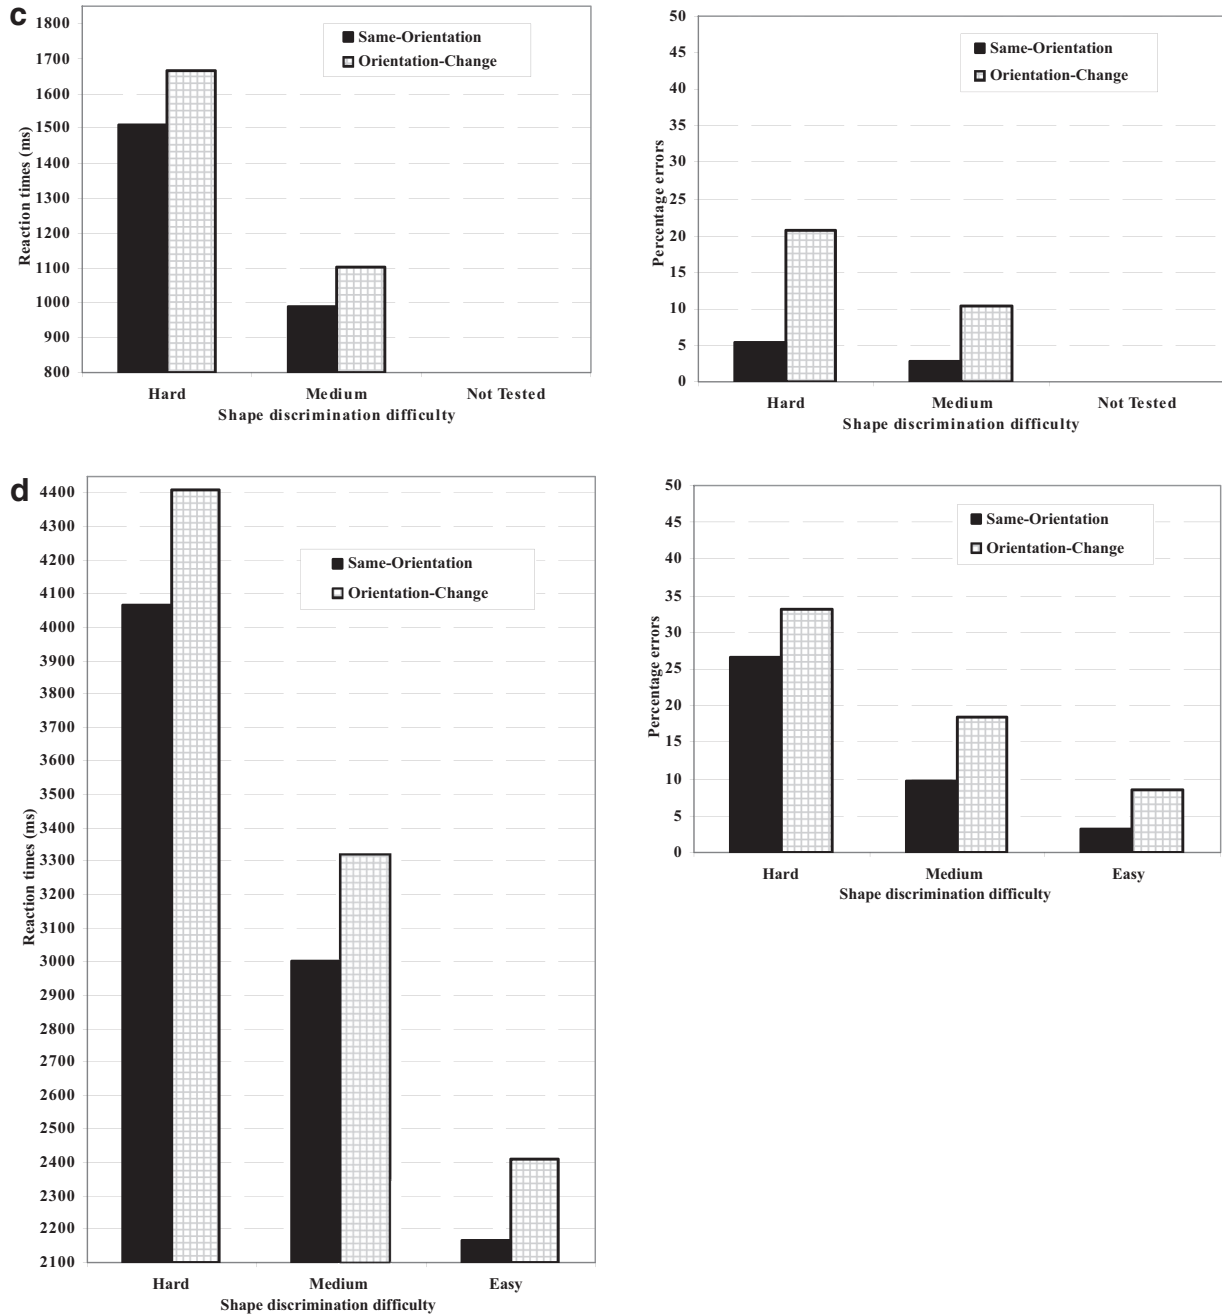 c
1800
1700
1600
1500
1400
1300
1200
1100
1000
900
800
Reaction times (ms)
Same-Orientation
Orientation-Change
Hard Medium Not Tested
Shape discrimination difficulty
50
45
40
35
30
25
20
15
10
5
0
Percentage errors
Same-Orientation
Orientation-Change
Hard Medium Not Tested
Shape discrimination difficulty
d
4400
4300
4200
4100
4000
3900
3800
3700
3600
3500
3400
3300
3200
3100
3000
2900
2800
2700
2600
2500
2400
2300
2200
2100
Reaction times (ms)
Same-Orientation
Orientation-Change
Hard Medium Easy
Shape discrimination difficulty
50
45
40
35
30
25
20
15
10
5
0
Percentage errors
Same-Orientation
Orientation-Change
Hard Medium Easy
Shape discrimination difficulty